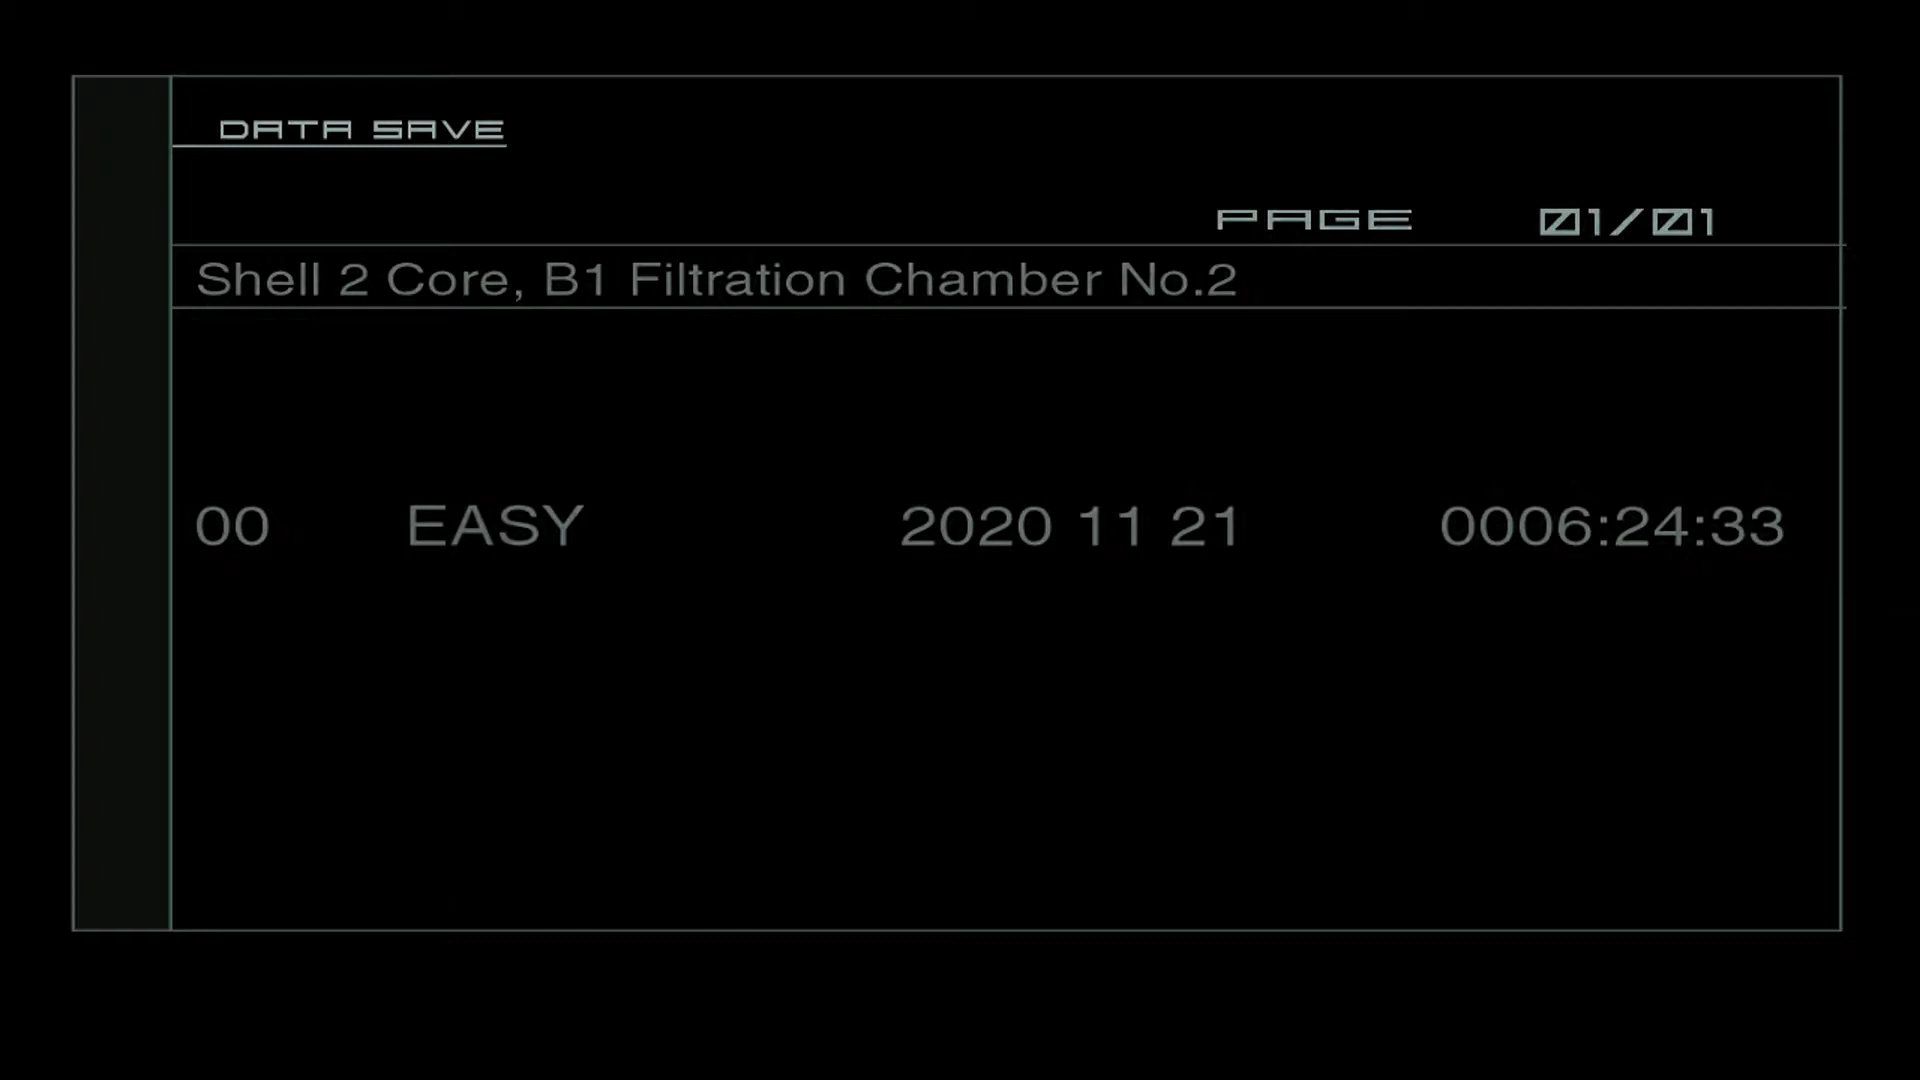 DATA SAVE
PAGE 01/01
Shell 2 Core, B1 Filtration Chamber No.2
00 EASY 2020 11 21 0006:24:33